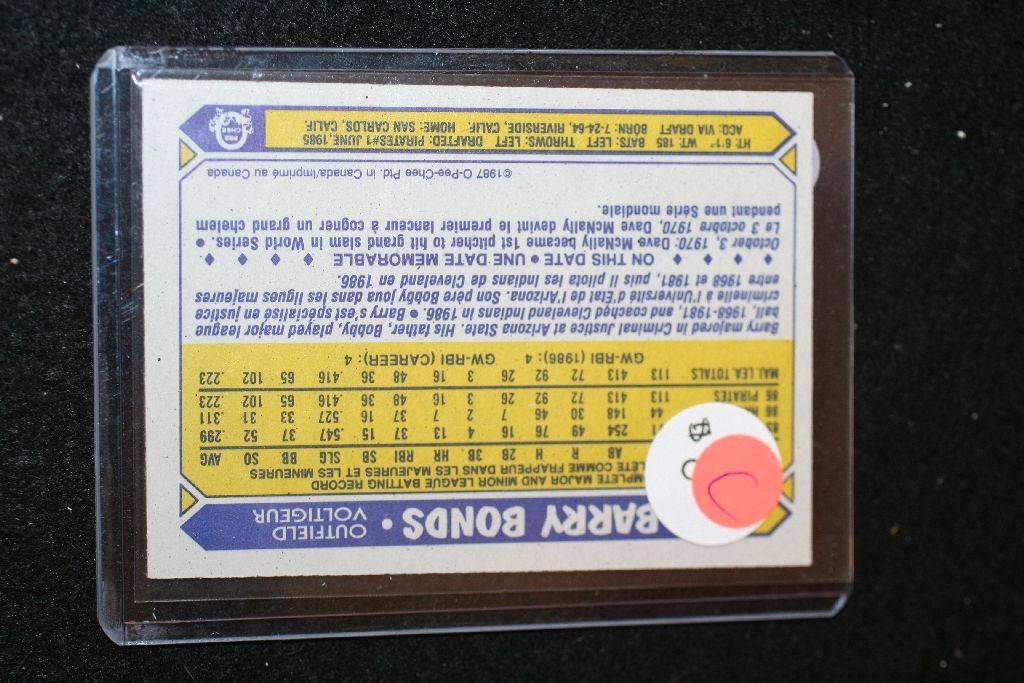 BARRY BONDS • OUTFIELD
VOLTIGEUR
MPLETE MAJOR AND MINOR LEAGUE BATTING RECORD
LETE COMME FRAPPEUR DANS LES MAJEURES ET LES MINEURES
AB R H 2B 3B HR RBI SB SLG BB SO AVG
254 49 76 16 4 13 37 15 .547 37 52 .299
86 44 148 30 46 7 2 7 37 16 .527 33 31 .311
86 PIRATES 113 413 72 92 26 3 16 48 36 .416 65 102 .223
MAJ. LEA. TOTALS 113 413 72 92 26 3 16 48 36 .416 65 102 .223
GW-RBI (1986): 4 GW-RBI (CAREER): 4
Barry majored in Criminal Justice at Arizona State. His father, Bobby, played major league
ball, 1968-1981, and coached Cleveland Indians in 1986. • Barry s'est spécialisé en justice
criminelle à l'Université d'Etat de l'Arizona. Son père Bobby joua dans les ligues majeures
entre 1968 et 1981, puis il pilota les Indians de Cleveland en 1986.
ON THIS DATE • UNE DATE MÉMORABLE
October 3, 1970: Dave McNally became 1st pitcher to hit grand slam in World Series. •
Le 3 octobre 1970, Dave McNally devint le premier lanceur à cogner un grand chelem
pendant une Série mondiale.
©1987 O-Pee-Chee Ptd. in Canada/Imprimé au Canada
HT: 6'1" WT: 185 BATS: LEFT THROWS: LEFT DRAFTED: PIRATES#1 JUNE, 1985
ACQ: VIA DRAFT BORN: 7-24-64, RIVERSIDE, CALIF. HOME: SAN CARLOS, CALIF.
PEE
CHEE